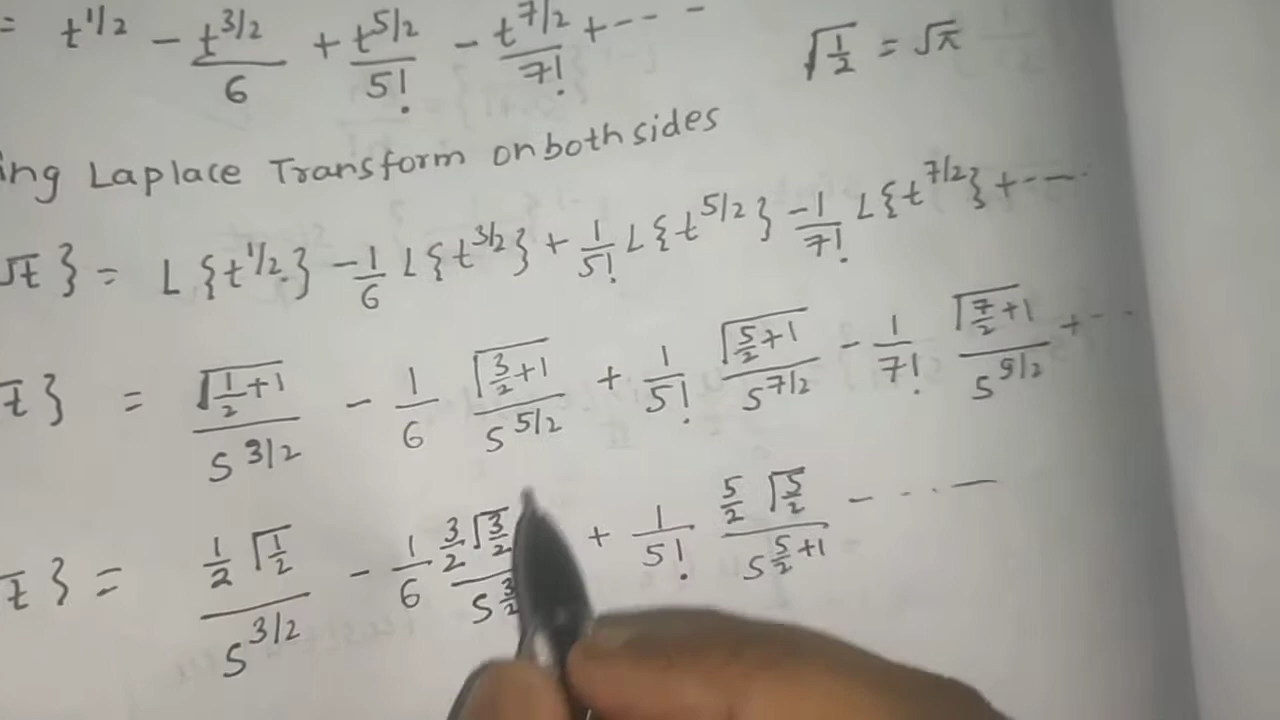 = t^{1/2} - t^{3/2}/6 + t^{5/2}/5! - t^{7/2}/7! + --- -
Γ1/2 = √π
ing Laplace Transform on both sides
√t } = L {t^{1/2}} - 1/6 L{t^{3/2}} + 1/5! L{t^{5/2}} - 1/7! L{t^{7/2}} + ---
t } = Γ(1/2+1)/s^{3/2} - 1/6 Γ(3/2+1)/s^{5/2} + 1/5! Γ(5/2+1)/s^{7/2} - 1/7! Γ(7/2+1)/s^{9/2} + ---
t } = 1/2 Γ1/2 / s^{3/2} - 1/6 3/2 Γ3/2 / s^{3/2} + 1/5! 5/2 Γ5/2 / s^{5/2+1} - ... -